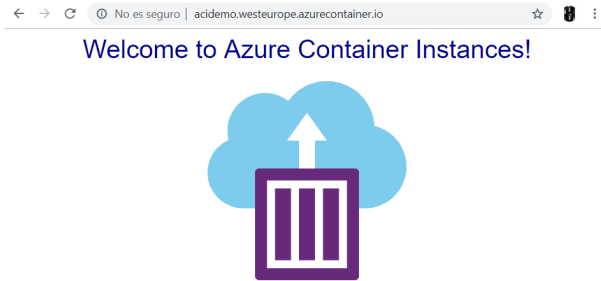 No es seguro | acidemo.westeurope.azurecontainer.io
Welcome to Azure Container Instances!